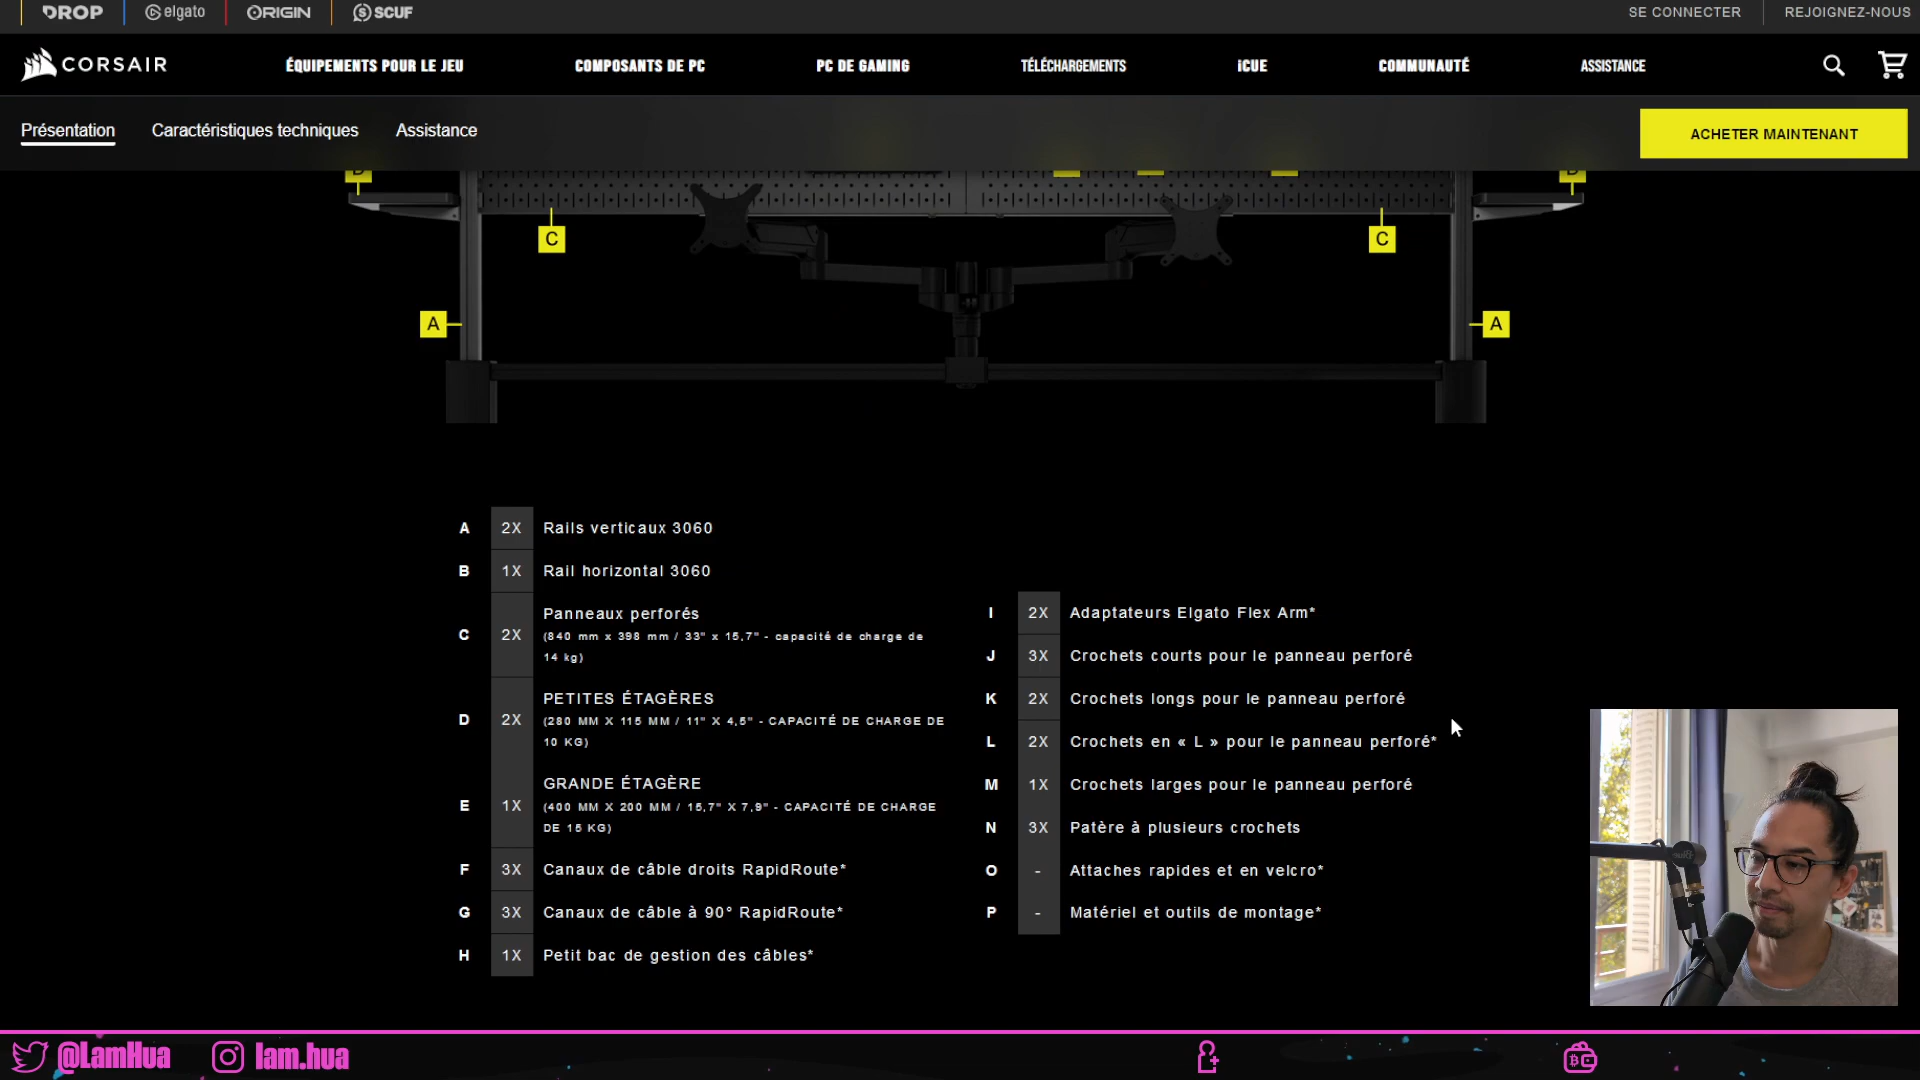 DROP elgato ORIGIN SCUF SE CONNECTER REJOIGNEZ-NOUS
CORSAIR ÉQUIPEMENTS POUR LE JEU COMPOSANTS DE PC PC DE GAMING TÉLÉCHARGEMENTS iCUE COMMUNAUTÉ ASSISTANCE
Présentation Caractéristiques techniques Assistance ACHETER MAINTENANT
D D
C C
A A
A 2X Rails verticaux 3060
B 1X Rail horizontal 3060
C 2X Panneaux perforés
(840 mm x 398 mm / 33" x 15,7" - capacité de charge de
14 kg)
D 2X PETITES ÉTAGÈRES
(280 MM X 115 MM / 11" X 4,5" - CAPACITÉ DE CHARGE DE
10 KG)
E 1X GRANDE ÉTAGÈRE
(400 MM X 200 MM / 15,7" X 7,9" - CAPACITÉ DE CHARGE
DE 15 KG)
F 3X Canaux de câble droits RapidRoute*
G 3X Canaux de câble à 90° RapidRoute*
H 1X Petit bac de gestion des câbles*
I 2X Adaptateurs Elgato Flex Arm*
J 3X Crochets courts pour le panneau perforé
K 2X Crochets longs pour le panneau perforé
L 2X Crochets en « L » pour le panneau perforé*
M 1X Crochets larges pour le panneau perforé
N 3X Patère à plusieurs crochets
O - Attaches rapides et en velcro*
P - Matériel et outils de montage*
Blue
@LamHua lam.hua